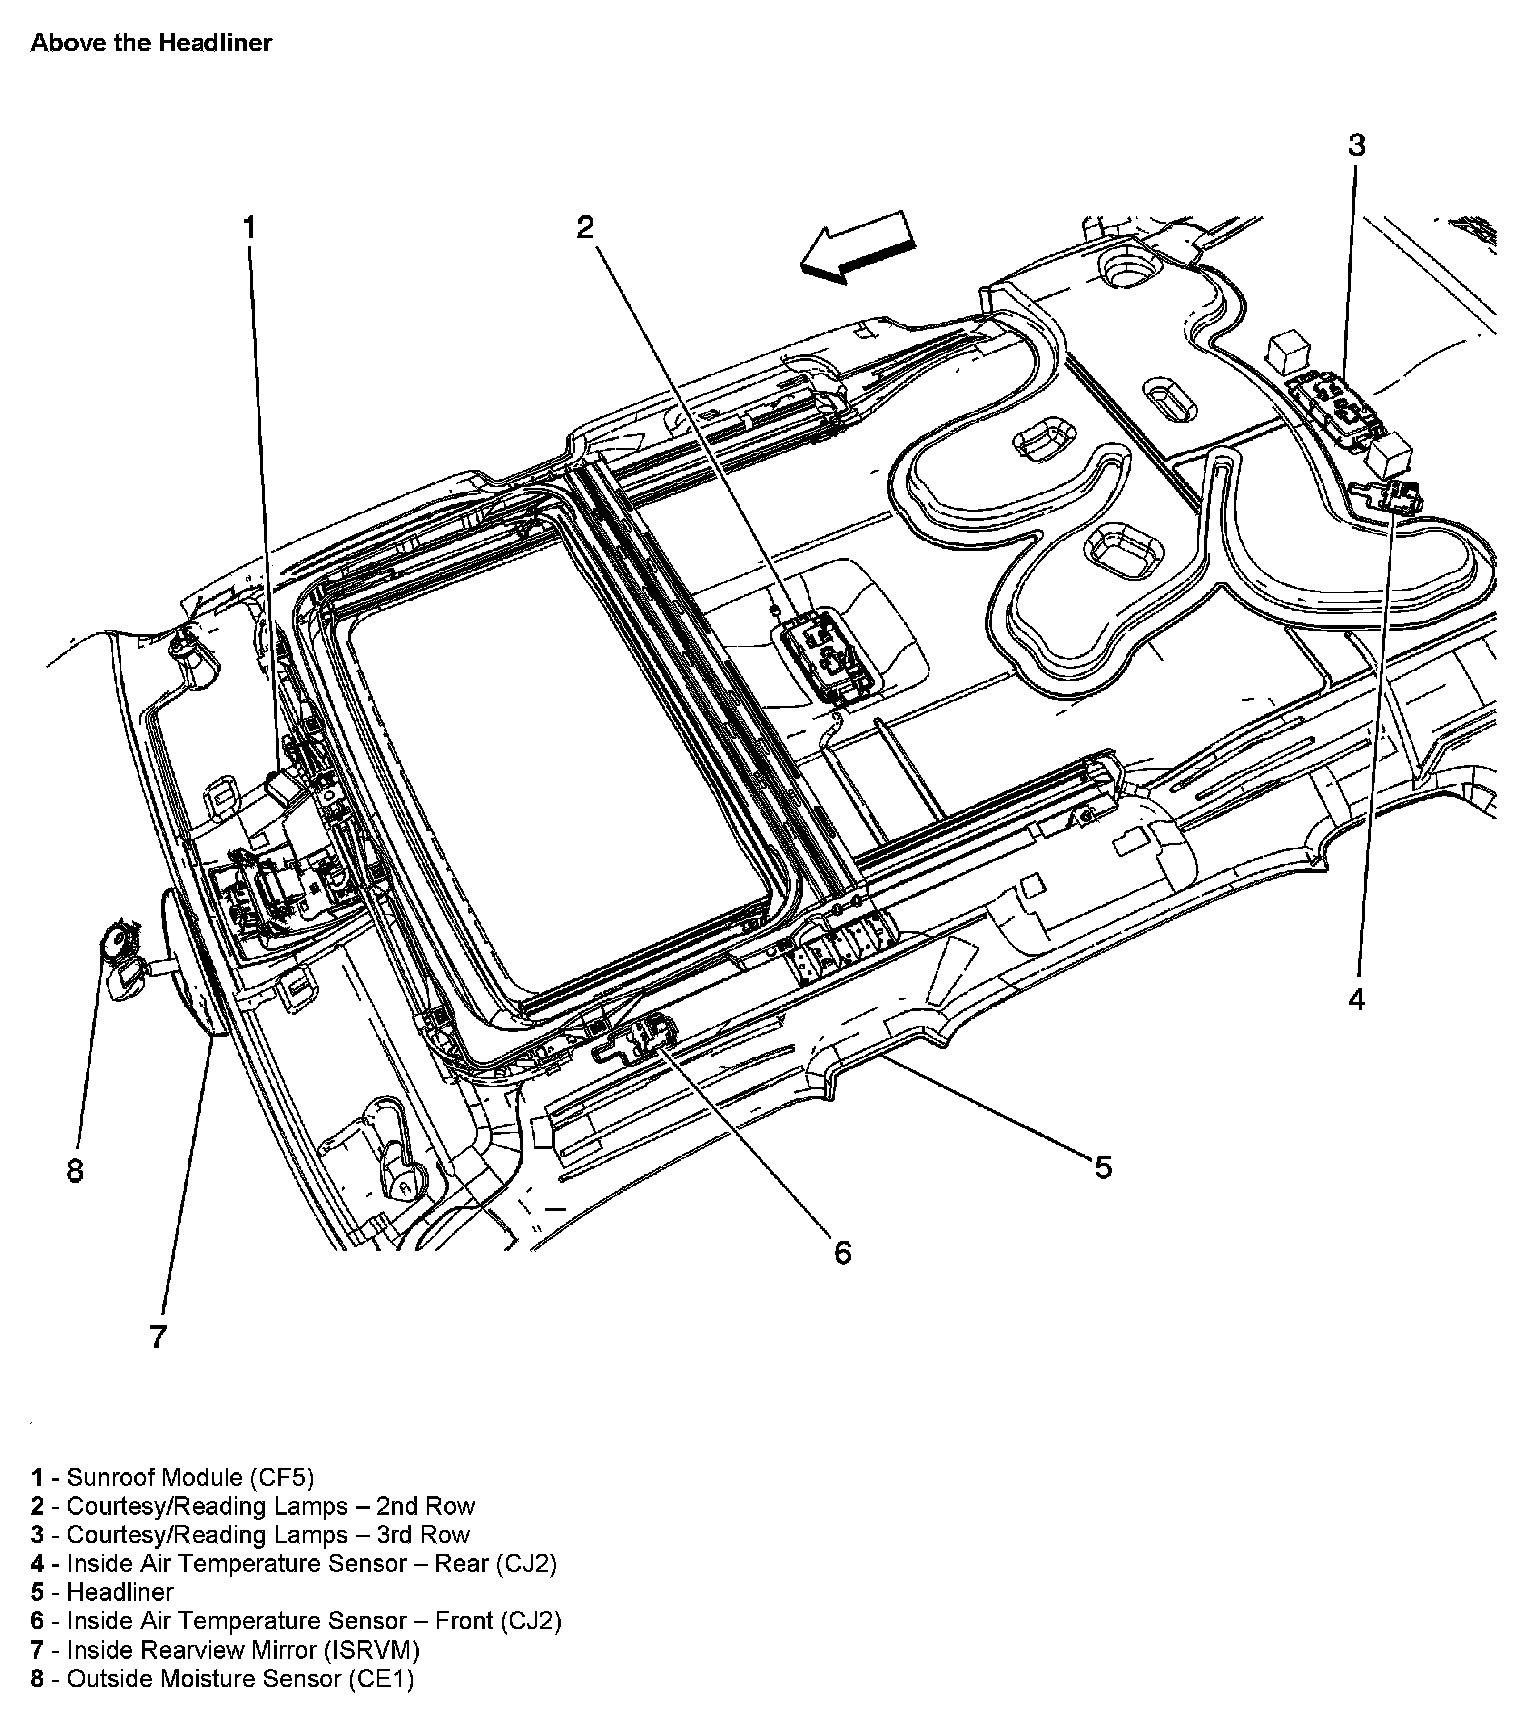 Above the Headliner
3
1
2
4
8
5
6
7
1 - Sunroof Module (CF5)
2 - Courtesy/Reading Lamps – 2nd Row
3 - Courtesy/Reading Lamps – 3rd Row
4 - Inside Air Temperature Sensor – Rear (CJ2)
5 - Headliner
6 - Inside Air Temperature Sensor – Front (CJ2)
7 - Inside Rearview Mirror (ISRVM)
8 - Outside Moisture Sensor (CE1)